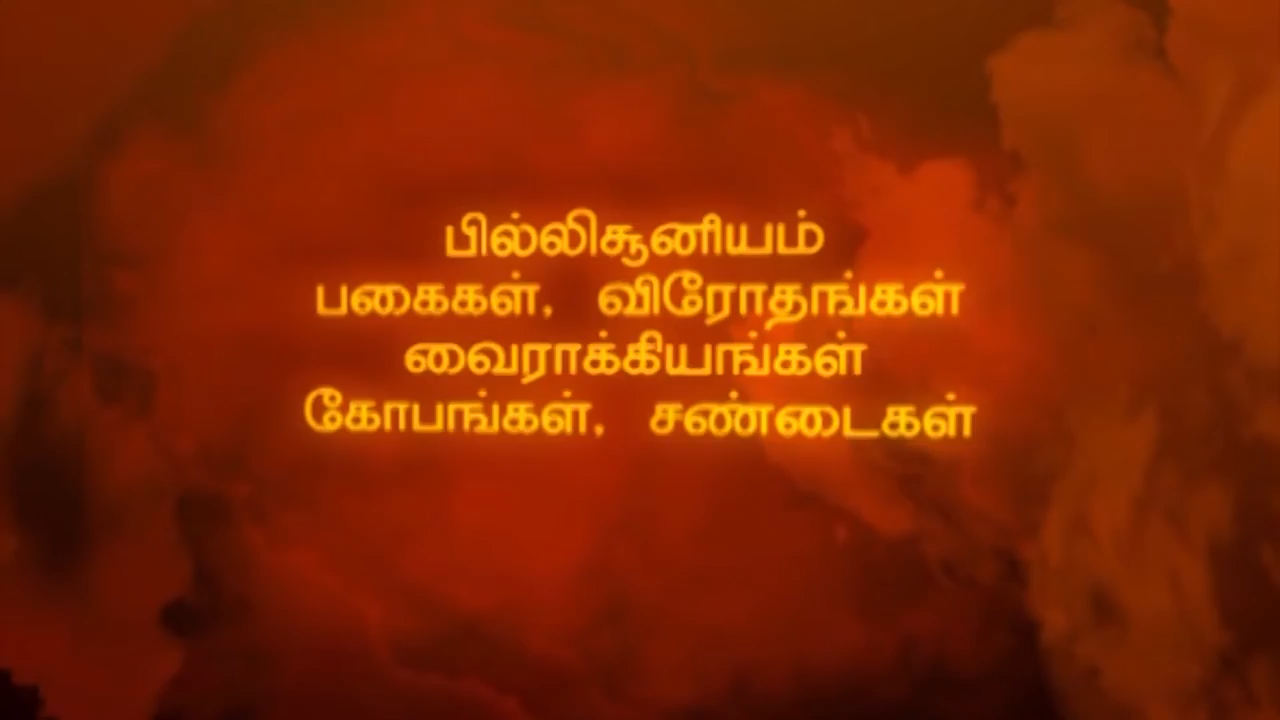 பில்லிசூனியம்
பகைகள், விரோதங்கள்
வைராக்கியங்கள்
கோபங்கள், சண்டைகள்